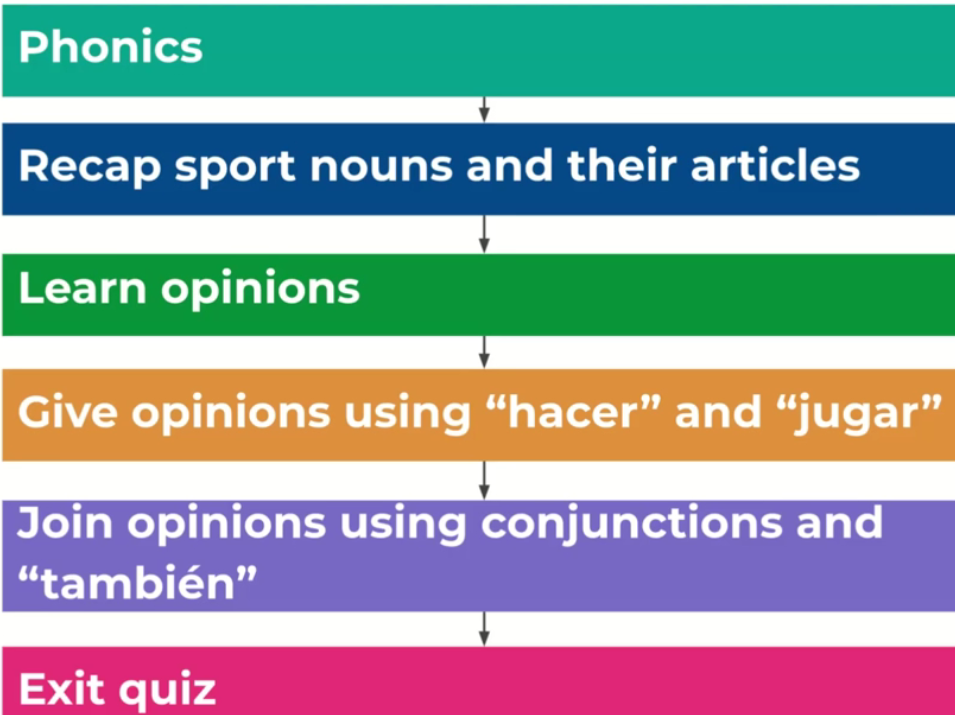 Phonics
Recap sport nouns and their articles
Learn opinions
Give opinions using “hacer” and “jugar”
Join opinions using conjunctions and
“también”
Exit quiz